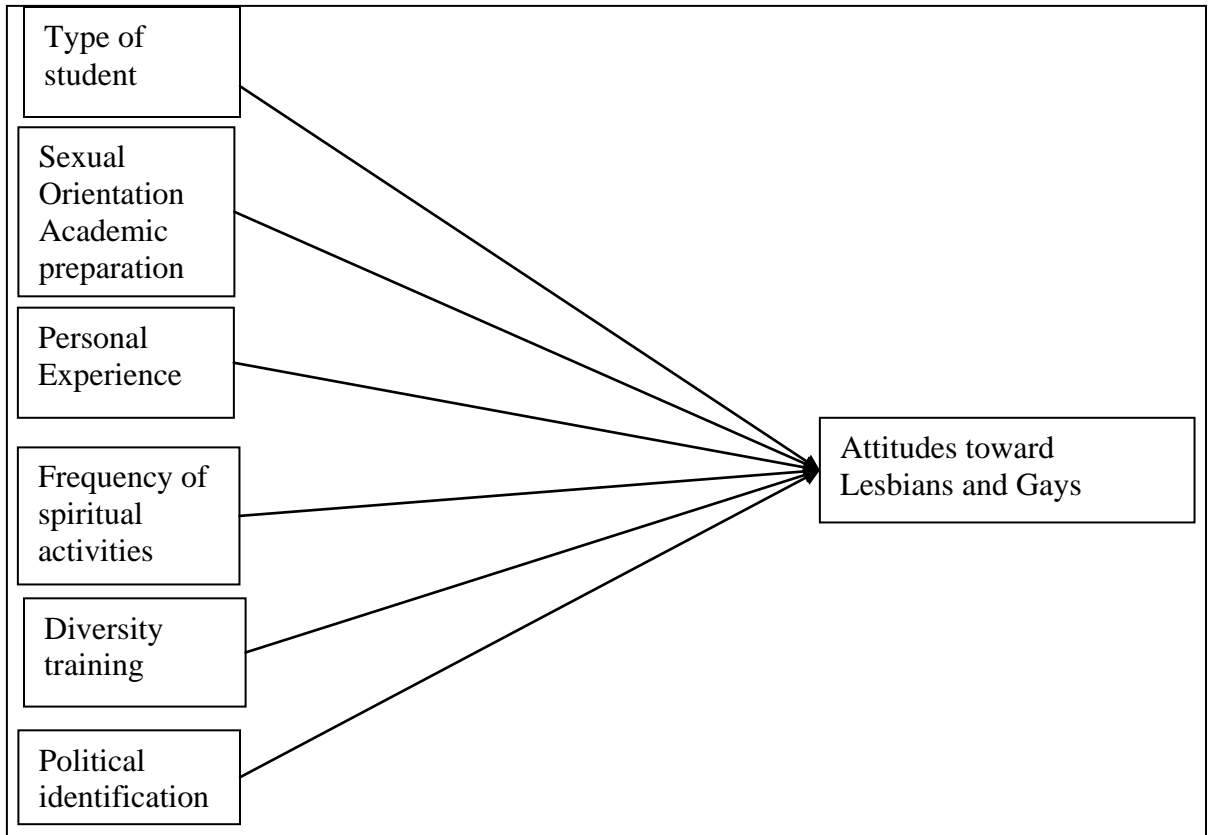 Type of
student
Sexual
Orientation
Academic
preparation
Personal
Experience
Frequency of
spiritual
activities
Diversity
training
Political
identification
Attitudes toward
Lesbians and Gays